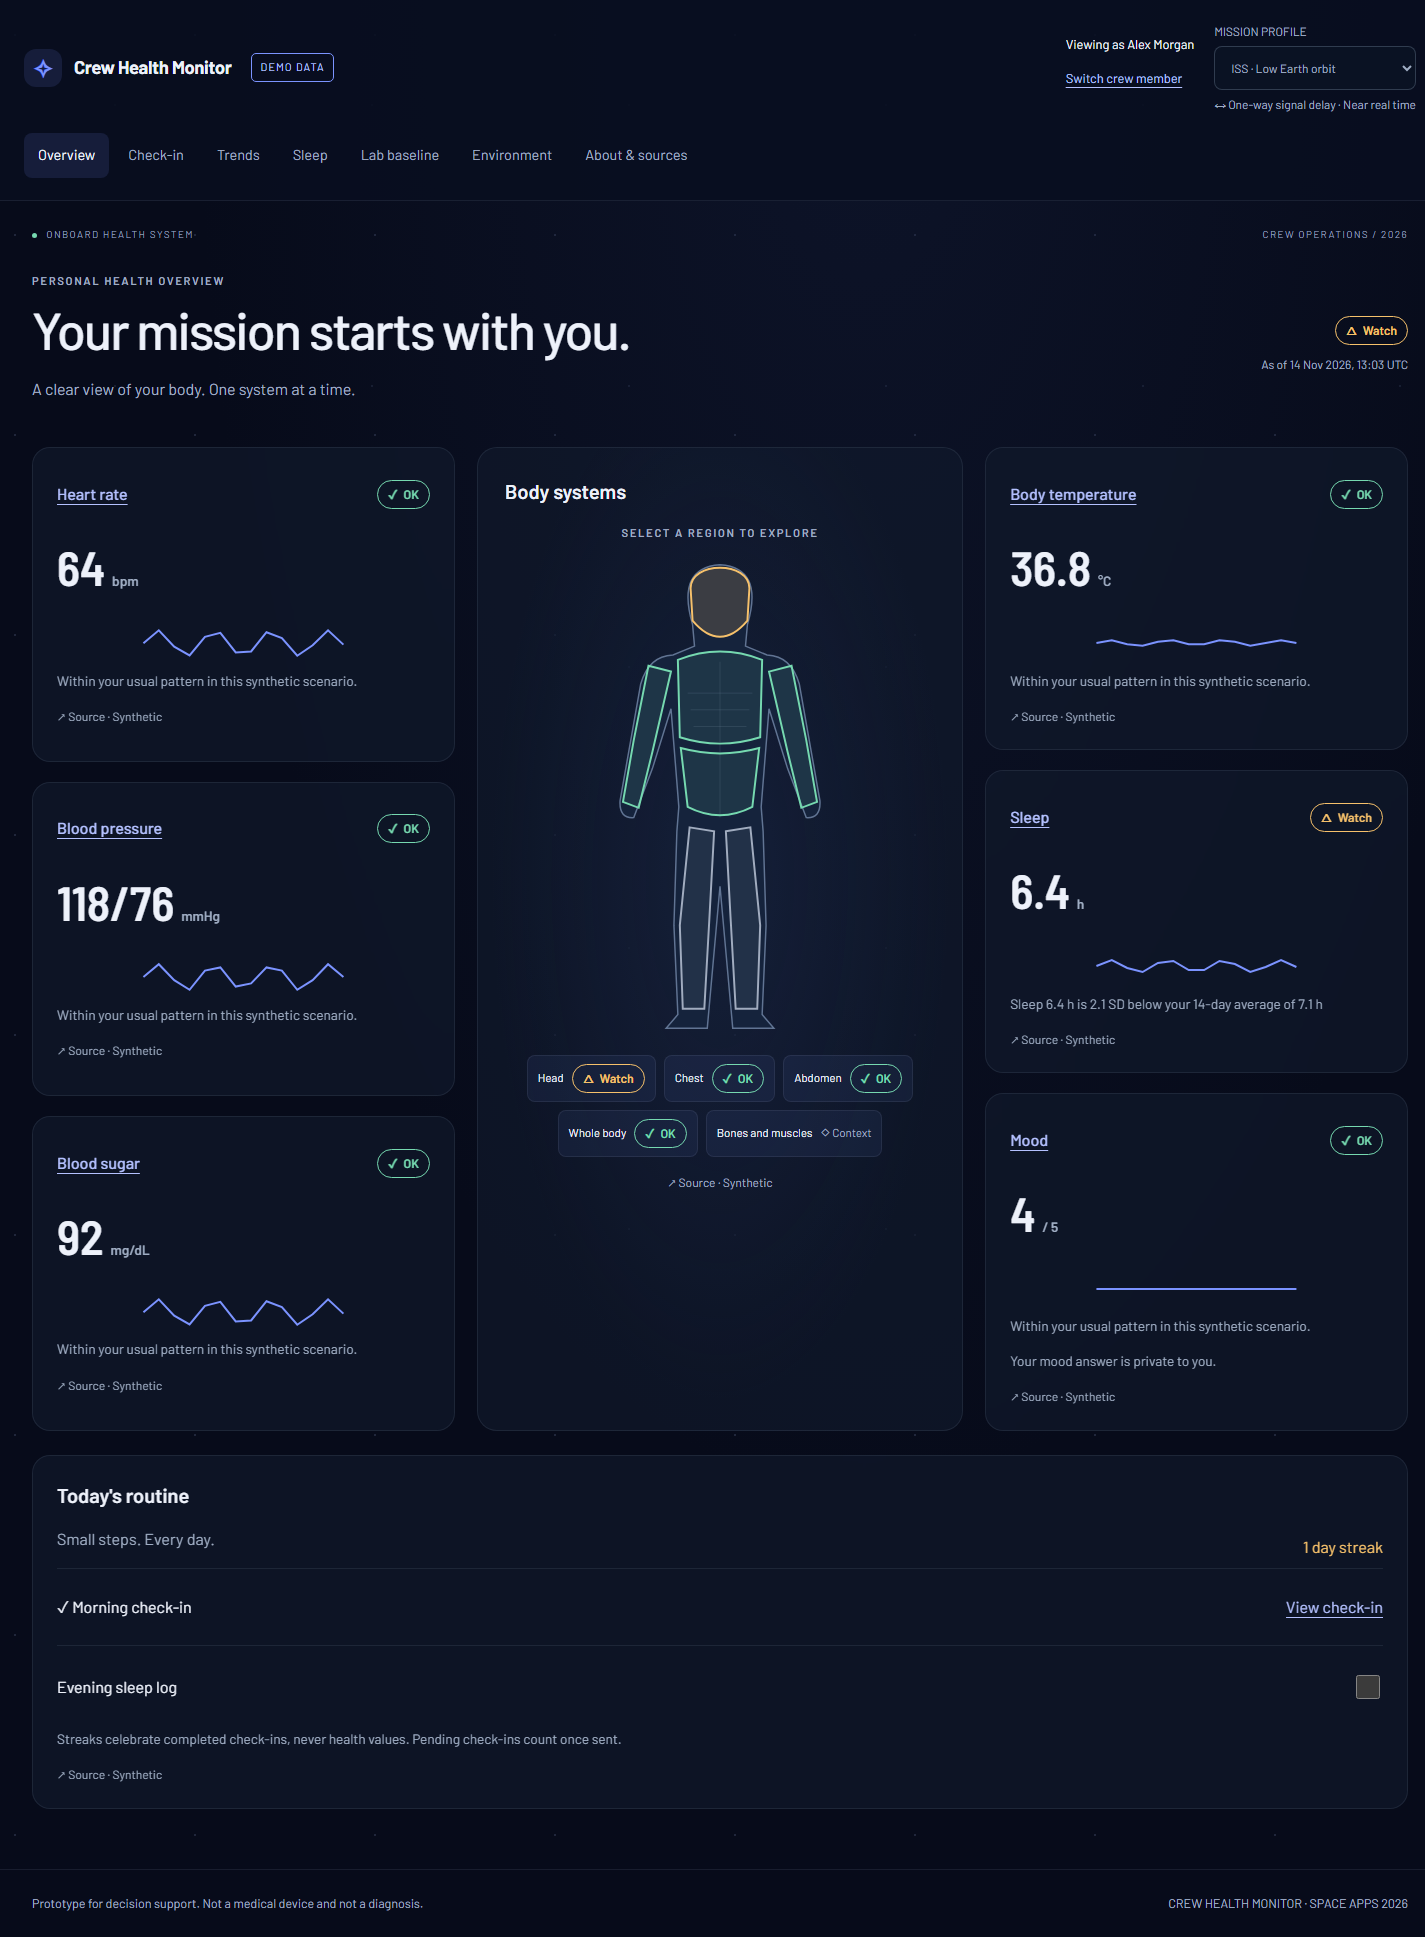 Crew Health Monitor
DEMO DATA
Viewing as Alex Morgan
Switch crew member
MISSION PROFILE
ISS · Low Earth orbit
↔ One-way signal delay · Near real time
Overview
Check-in
Trends
Sleep
Lab baseline
Environment
About & sources
ONBOARD HEALTH SYSTEM
CREW OPERATIONS / 2026
PERSONAL HEALTH OVERVIEW
Your mission starts with you.
A clear view of your body. One system at a time.
△ Watch
As of 14 Nov 2026, 13:03 UTC
Heart rate
✓ OK
64 bpm
Within your usual pattern in this synthetic scenario.
↗ Source · Synthetic
Blood pressure
✓ OK
118/76 mmHg
Within your usual pattern in this synthetic scenario.
↗ Source · Synthetic
Blood sugar
✓ OK
92 mg/dL
Within your usual pattern in this synthetic scenario.
↗ Source · Synthetic
Body systems
SELECT A REGION TO EXPLORE
Head △ Watch
Chest ✓ OK
Abdomen ✓ OK
Whole body ✓ OK
Bones and muscles ◇ Context
↗ Source · Synthetic
Body temperature
✓ OK
36.8 °C
Within your usual pattern in this synthetic scenario.
↗ Source · Synthetic
Sleep
△ Watch
6.4 h
Sleep 6.4 h is 2.1 SD below your 14-day average of 7.1 h
↗ Source · Synthetic
Mood
✓ OK
4 / 5
Within your usual pattern in this synthetic scenario.
Your mood answer is private to you.
↗ Source · Synthetic
Today's routine
Small steps. Every day.
1 day streak
✓ Morning check-in
View check-in
Evening sleep log
Streaks celebrate completed check-ins, never health values. Pending check-ins count once sent.
↗ Source · Synthetic
Prototype for decision support. Not a medical device and not a diagnosis.
CREW HEALTH MONITOR · SPACE APPS 2026